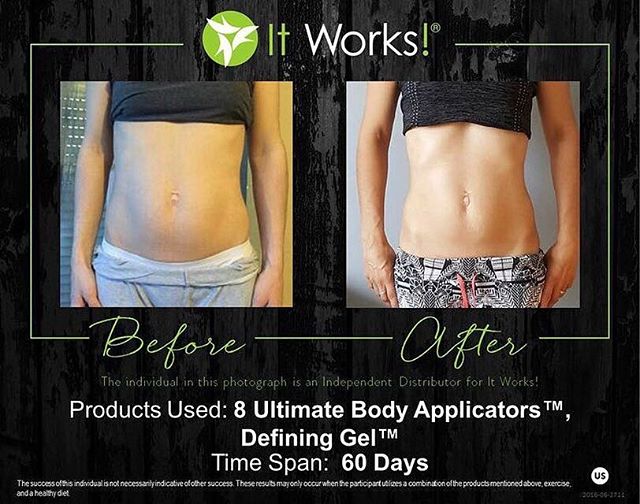 It Works!®
Before
After
The individual in this photograph is an Independent Distributor for It Works!
Products Used: 8 Ultimate Body Applicators™,
Defining Gel™
Time Span: 60 Days
US
The success of this individual is not necessarily indicative of other success. These results may only occur when the participant utilizes a combination of the products mentioned above, exercise,
and a healthy diet.